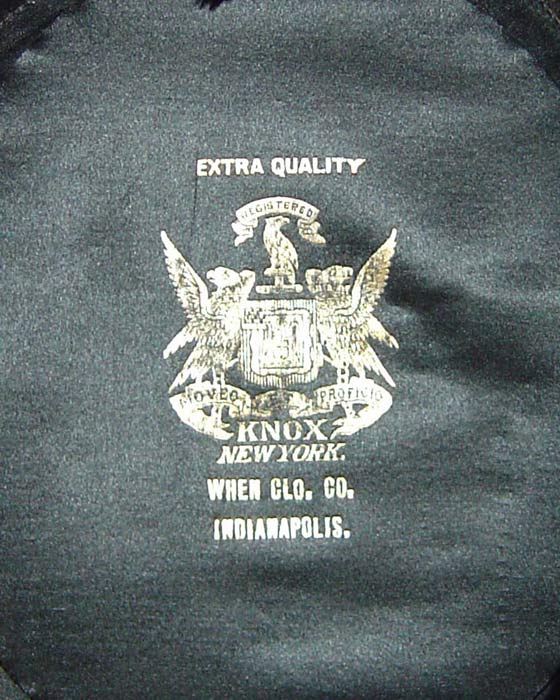 EXTRA QUALITY
REGISTERED
MOVEO PROFICIO
KNOX
NEW YORK.
WHEN CLO. CO.
INDIANAPOLIS.